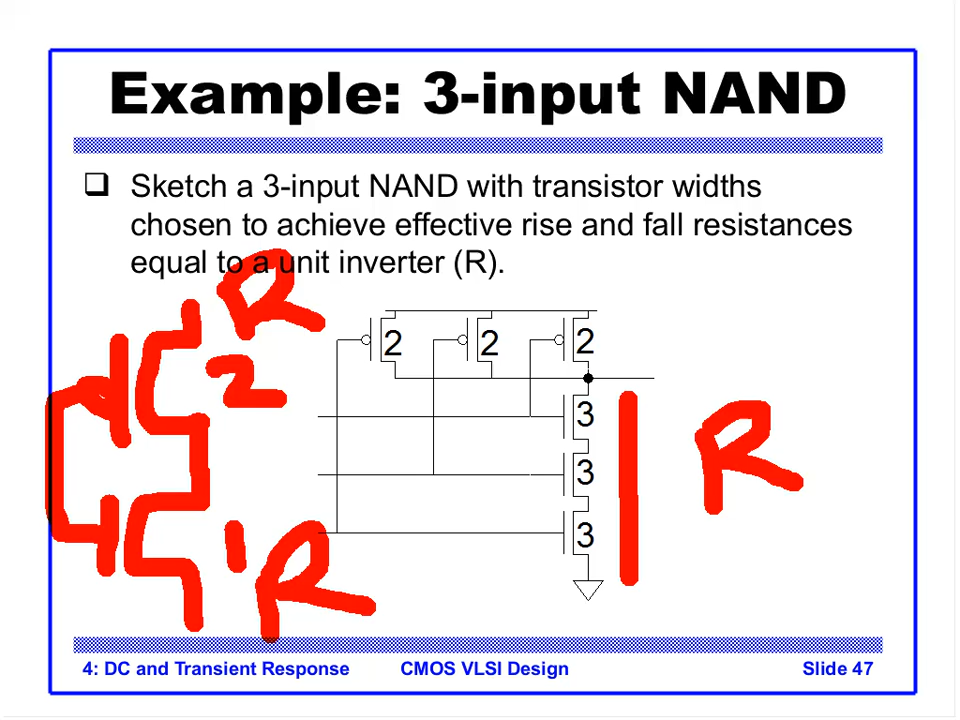 Example: 3-input NAND
Sketch a 3-input NAND with transistor widths
chosen to achieve effective rise and fall resistances
equal to a unit inverter (R).
R
2
2 2 2
3
R
3
3
1
R
4: DC and Transient Response CMOS VLSI Design Slide 47